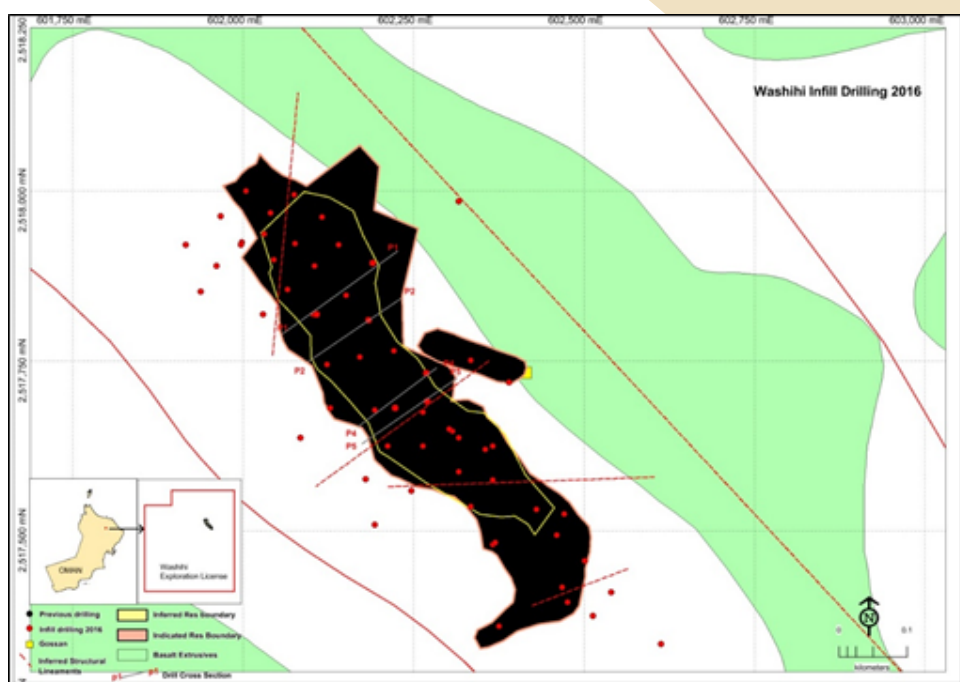 601,750 mE
602,000 mE
602,250 mE
602,500 mE
602,750 mE
603,000 mE
2,518,250
Washihi Infill Drilling 2016
2,518,000 mN
P1
P2
2,517,750 mN
P2
P4
P5
2,517,500 mN
OMAN
Washihi
Exploration License
Previous drilling
Infill drilling 2016
Gossan
Inferred Structural
Lineaments
Inferred Res Boundary
Indicated Res Boundary
Basalt Extrusives
Drill Cross Section
N
0 0.1
kilometers